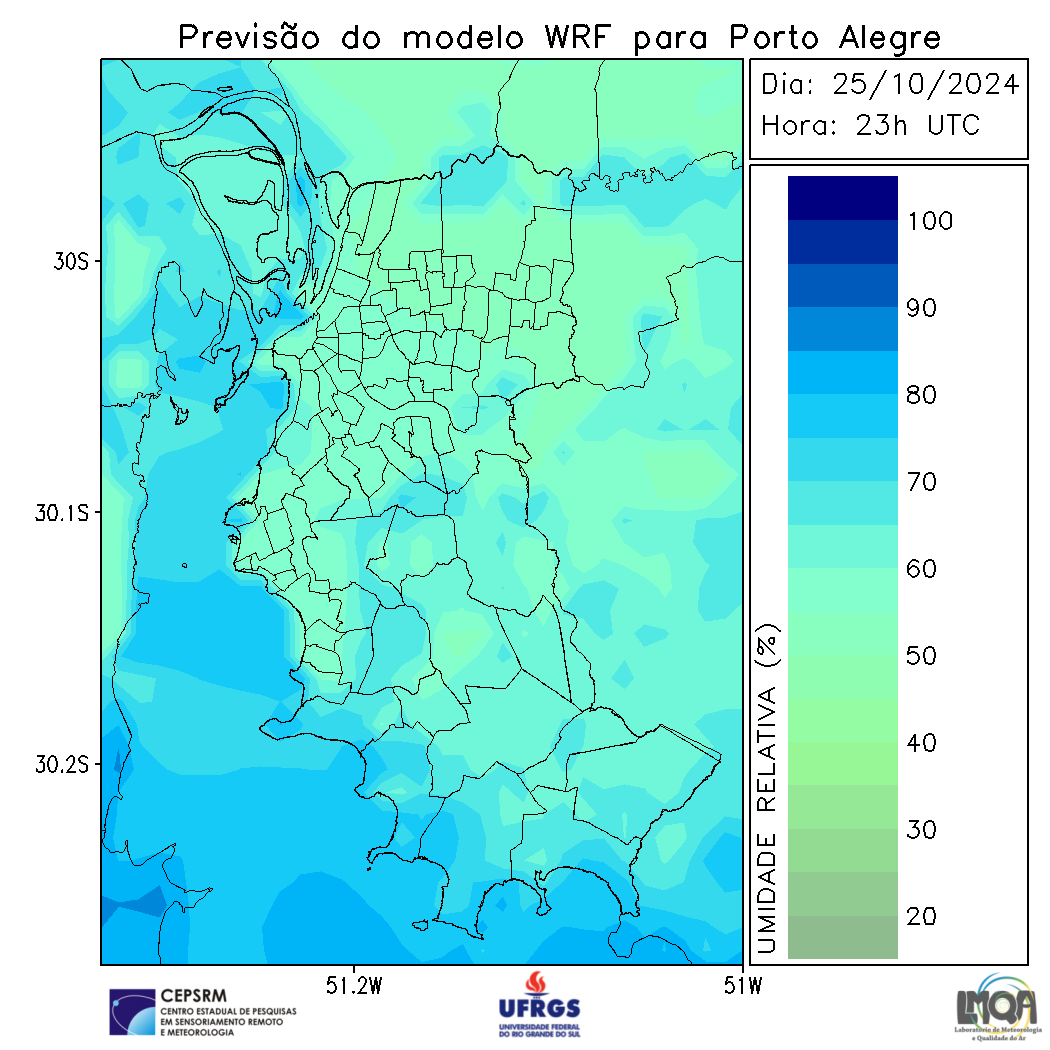 Previsão do modelo WRF para Porto Alegre
Dia: 25/10/2024
Hora: 23h UTC
30S
30.1S
30.2S
51.2W
51W
UMIDADE RELATIVA (%)
100
90
80
70
60
50
40
30
20
CEPSRM
CENTRO ESTADUAL DE PESQUISAS
EM SENSORIAMENTO REMOTO
E METEOROLOGIA
UFRGS
UNIVERSIDADE FEDERAL
DO RIO GRANDE DO SUL
LMQA
Laboratório de Meteorologia
e Qualidade do Ar